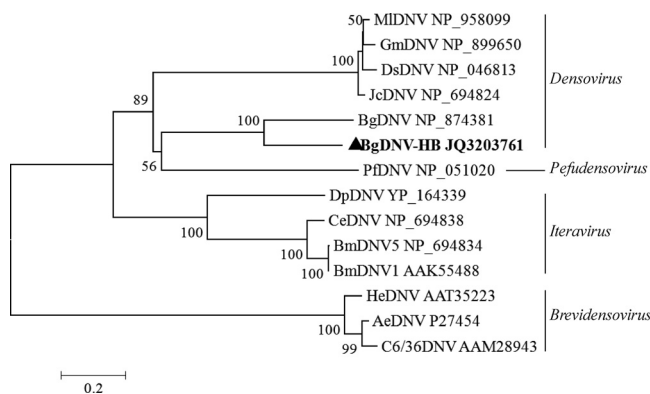 50
MlDNV NP_958099
GmDNV NP_899650
100
DsDNV NP_046813
Densovirus
JcDNV NP_694824
89
100
BgDNV NP_874381
BgDNV-HB JQ3203761
56
PfDNV NP_051020
Pefudensovirus
DpDNV YP_164339
100
CeDNV NP_694838
Iteravirus
100
BmDNV5 NP_694834
100
BmDNV1 AAK55488
HeDNV AAT35223
100
AeDNV P27454
Brevidensovirus
99
C6/36DNV AAM28943
0.2